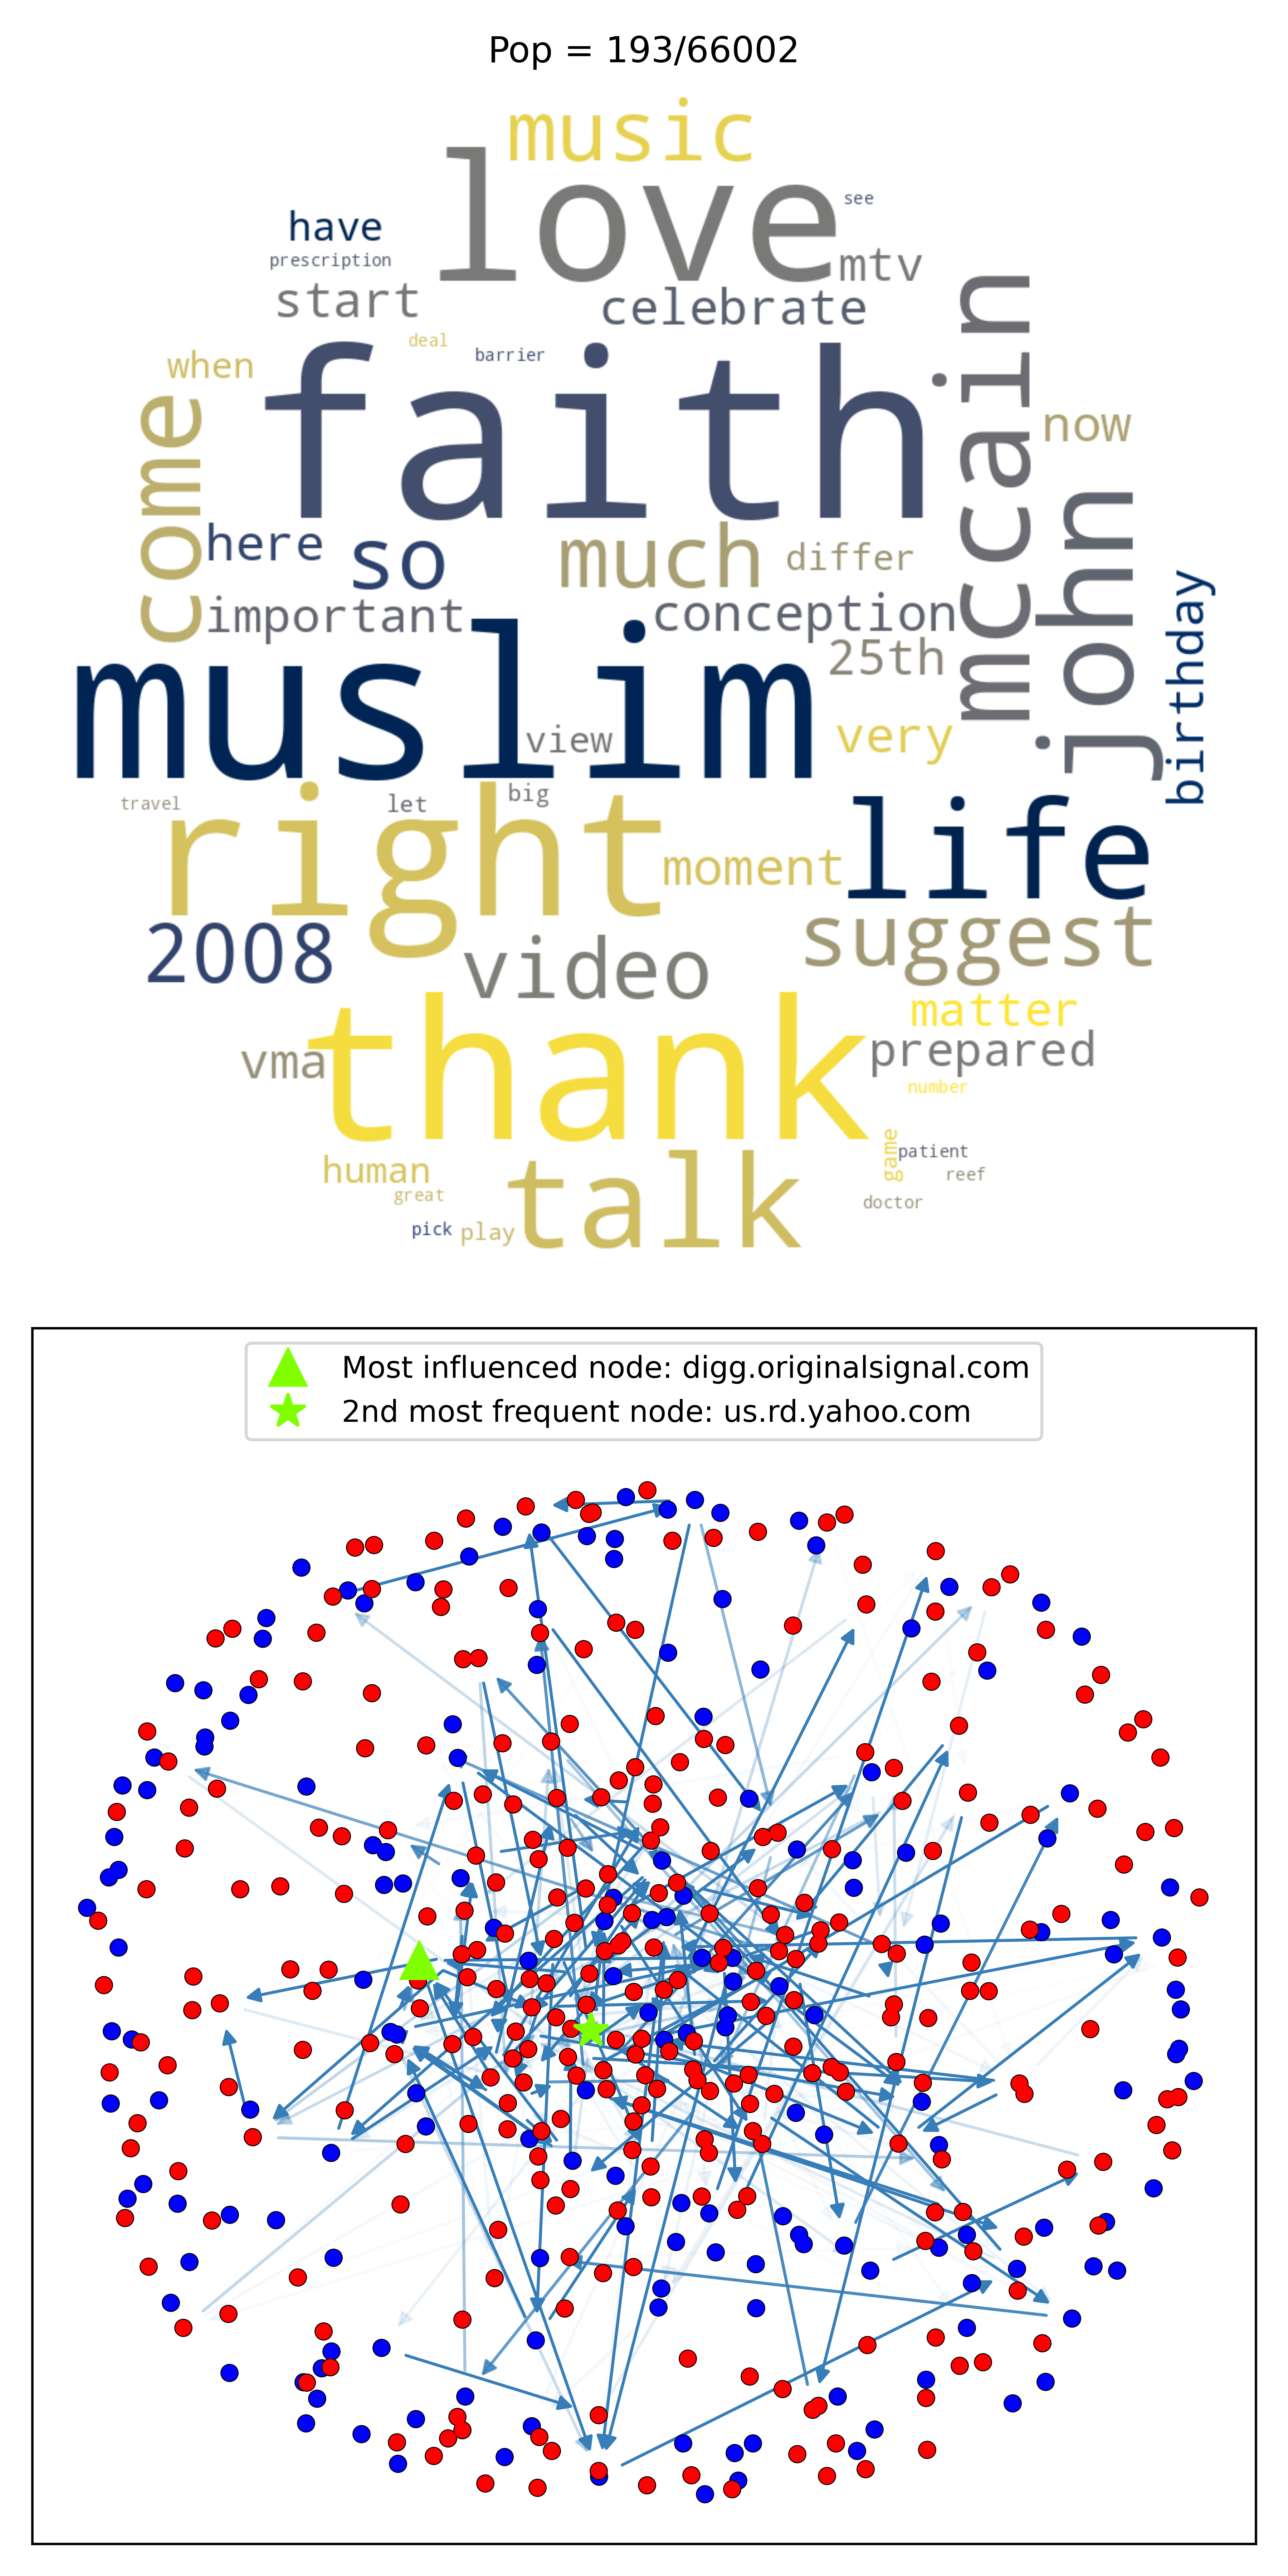 Pop = 193/66002
music
love
see
have
prescription
mtv
start
celebrate
mccain
deal
barrier
when
faith
come
now
john
here
so
much
differ
important
conception
birthday
muslim
25th
view
very
travel
let
big
right
moment
life
2008
video
suggest
thank
matter
vma
prepared
number
human
talk
game
patient
great
reef
pick
play
doctor
Most influenced node: digg.originalsignal.com
2nd most frequent node: us.rd.yahoo.com